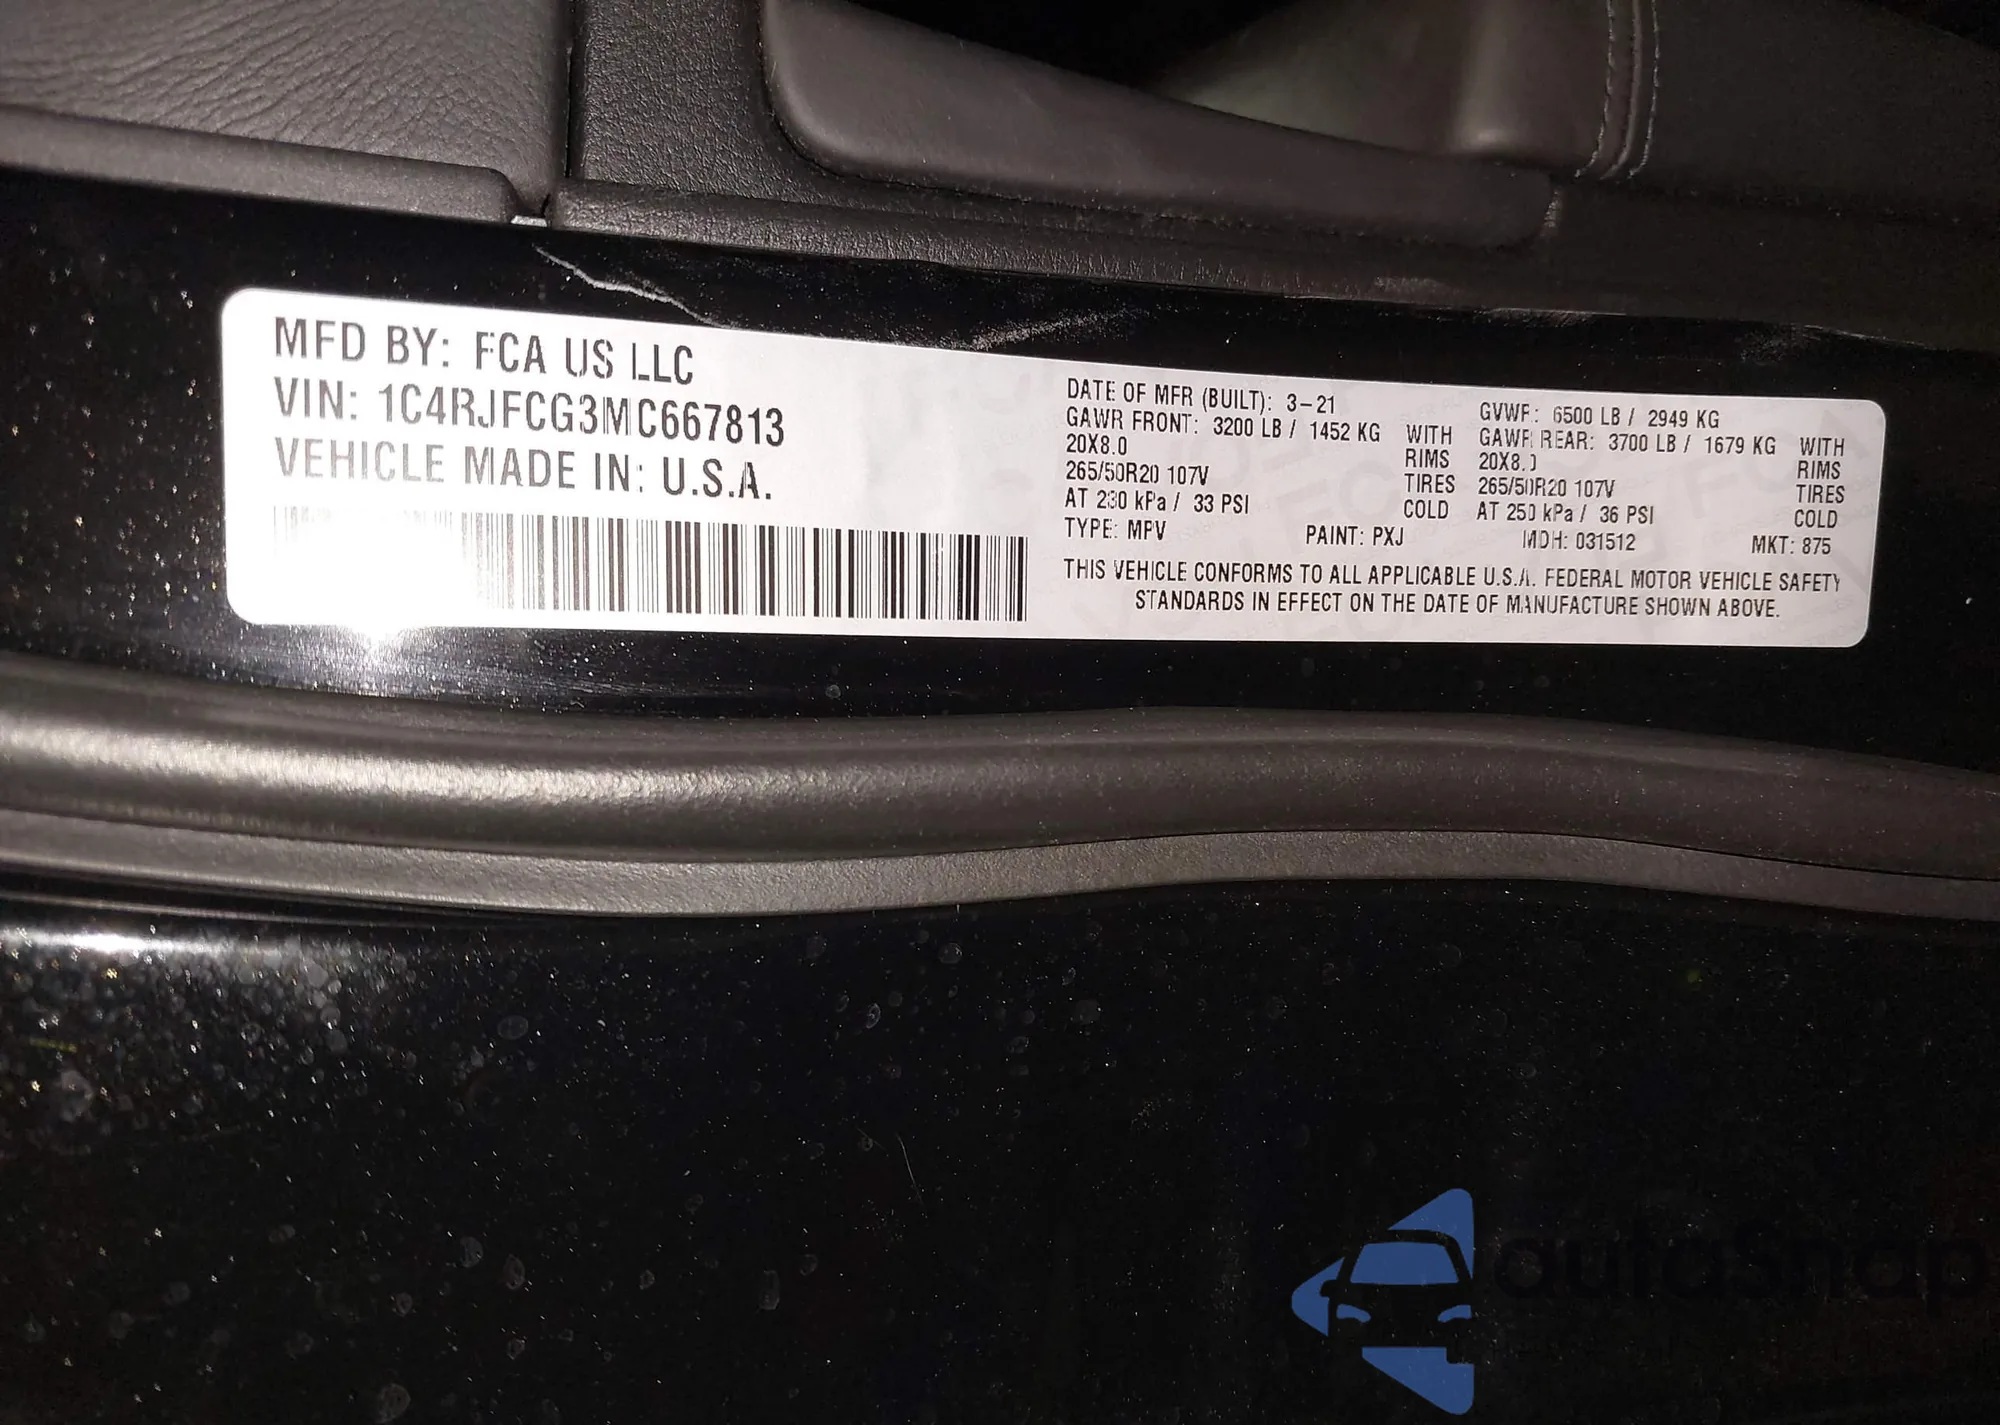 MFD BY: FCA US LLC
VIN: 1C4RJFCG3MC667813
VEHICLE MADE IN: U.S.A.
DATE OF MFR (BUILT): 3-21
GAWR FRONT: 3200 LB / 1452 KG WITH
20X8.0 RIMS
265/50R20 107V TIRES
AT 230 kPa / 33 PSI COLD
TYPE: MPV PAINT: PXJ
GVWR: 6500 LB / 2949 KG
GAWR REAR: 3700 LB / 1679 KG WITH
20X8.0 RIMS
265/50R20 107V TIRES
AT 250 kPa / 36 PSI COLD
MDH: 031512 MKT: 875
THIS VEHICLE CONFORMS TO ALL APPLICABLE U.S.A. FEDERAL MOTOR VEHICLE SAFETY
STANDARDS IN EFFECT ON THE DATE OF MANUFACTURE SHOWN ABOVE.
autosnap